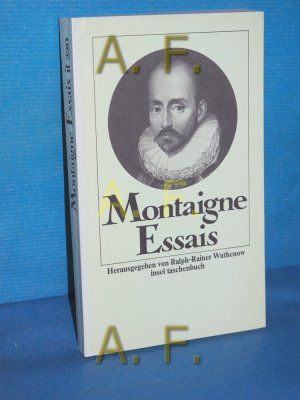 A. F.
Montaigne Essais it 220
A. F.
Montaigne
Essais
Herausgegeben von Ralph-Rainer Wuthenow
insel taschenbuch
A. F.
A. F.